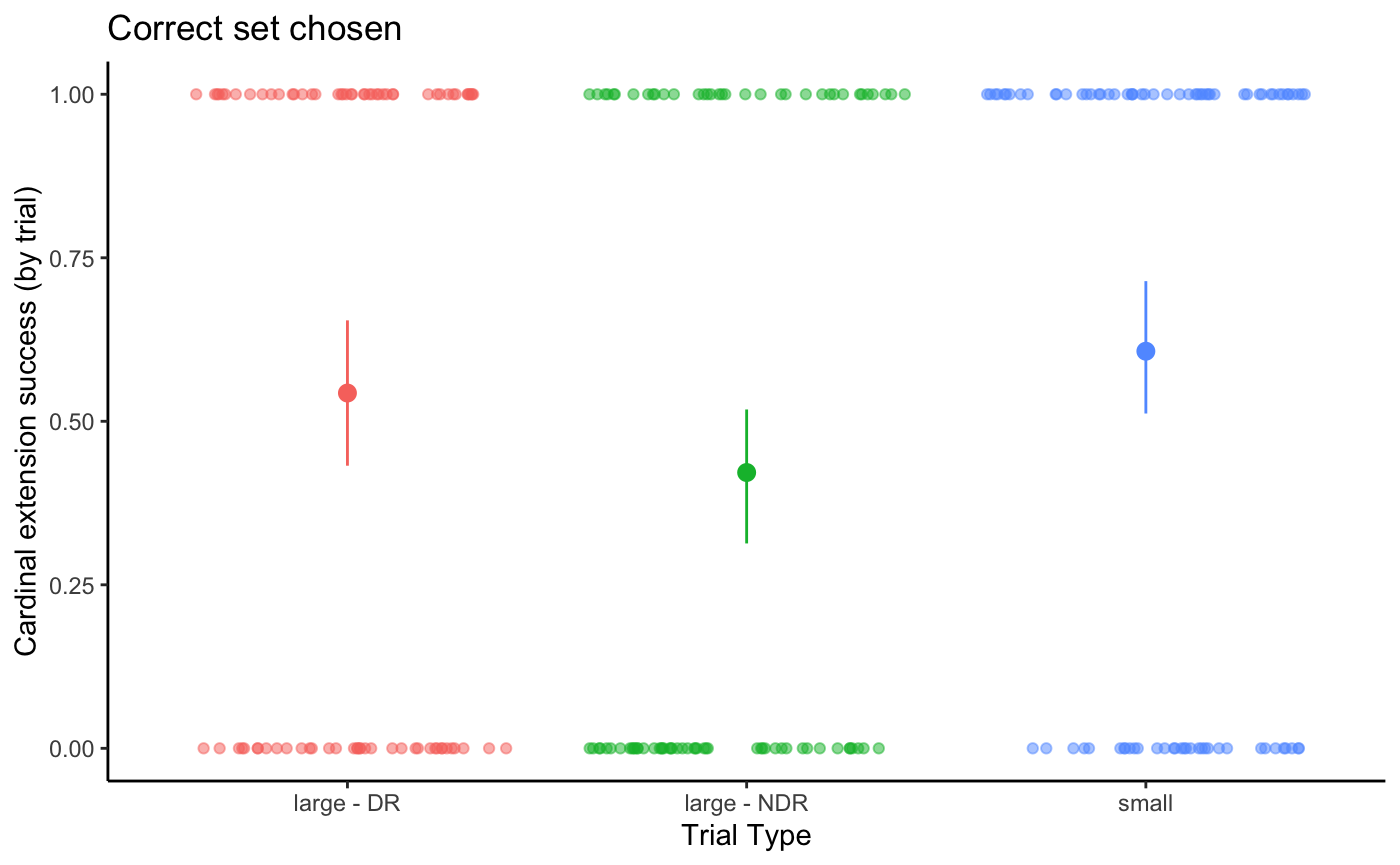 Correct set chosen
Cardinal extension success (by trial)
1.00
0.75
0.50
0.25
0.00
large - DR
large - NDR
small
Trial Type